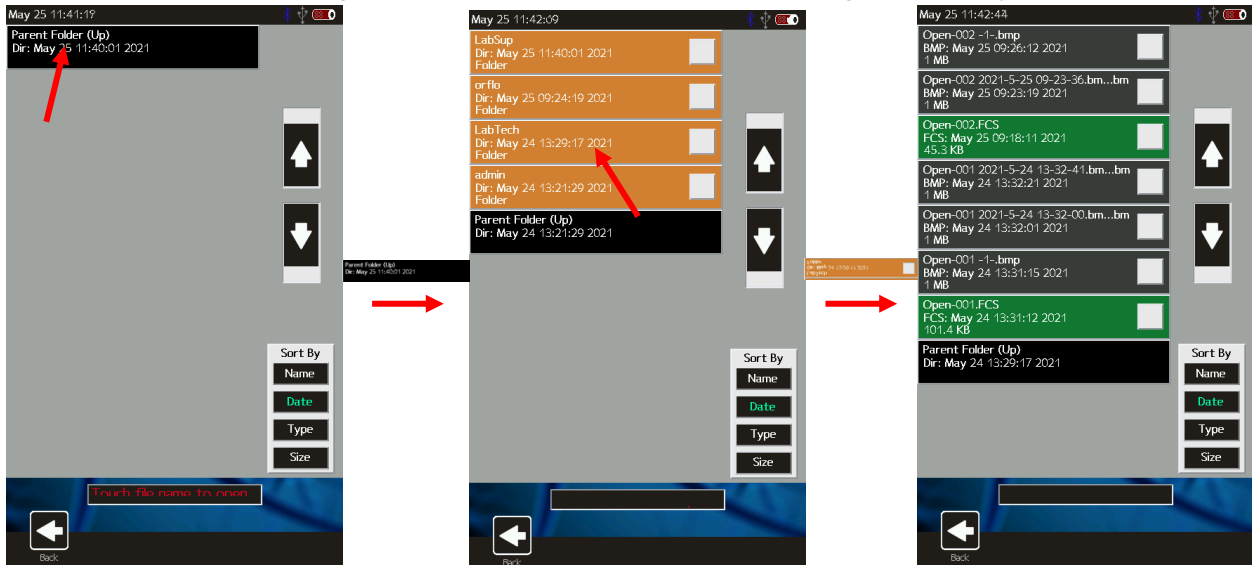 May 25 11:41:19
Parent Folder (Up)
Dir: May 25 11:40:01 2021
Sort By
Name
Date
Type
Size
Touch file name to open
Back
Parent Folder (Up)
Dir: May 25 11:40:01 2021
May 25 11:42:09
LabSup
Dir: May 25 11:40:01 2021
Folder
orflo
Dir: May 25 09:24:19 2021
Folder
LabTech
Dir: May 24 13:29:17 2021
Folder
admin
Dir: May 24 13:21:29 2021
Folder
Parent Folder (Up)
Dir: May 24 13:21:29 2021
Sort By
Name
Date
Type
Size
Back
May 25 11:42:44
Open-002 -1-.bmp
BMP: May 25 09:26:12 2021
1 MB
Open-002 2021-5-25 09-23-36.bm...bm
BMP: May 25 09:23:19 2021
1 MB
Open-002.FCS
FCS: May 25 09:18:11 2021
45.3 KB
Open-001 2021-5-24 13-32-41.bm...bm
BMP: May 24 13:32:21 2021
1 MB
Open-001 2021-5-24 13-32-00.bm...bm
BMP: May 24 13:32:01 2021
1 MB
Open-001 -1-.bmp
BMP: May 24 13:31:15 2021
1 MB
Open-001.FCS
FCS: May 24 13:31:12 2021
101.4 KB
Parent Folder (Up)
Dir: May 24 13:29:17 2021
Sort By
Name
Date
Type
Size
Back